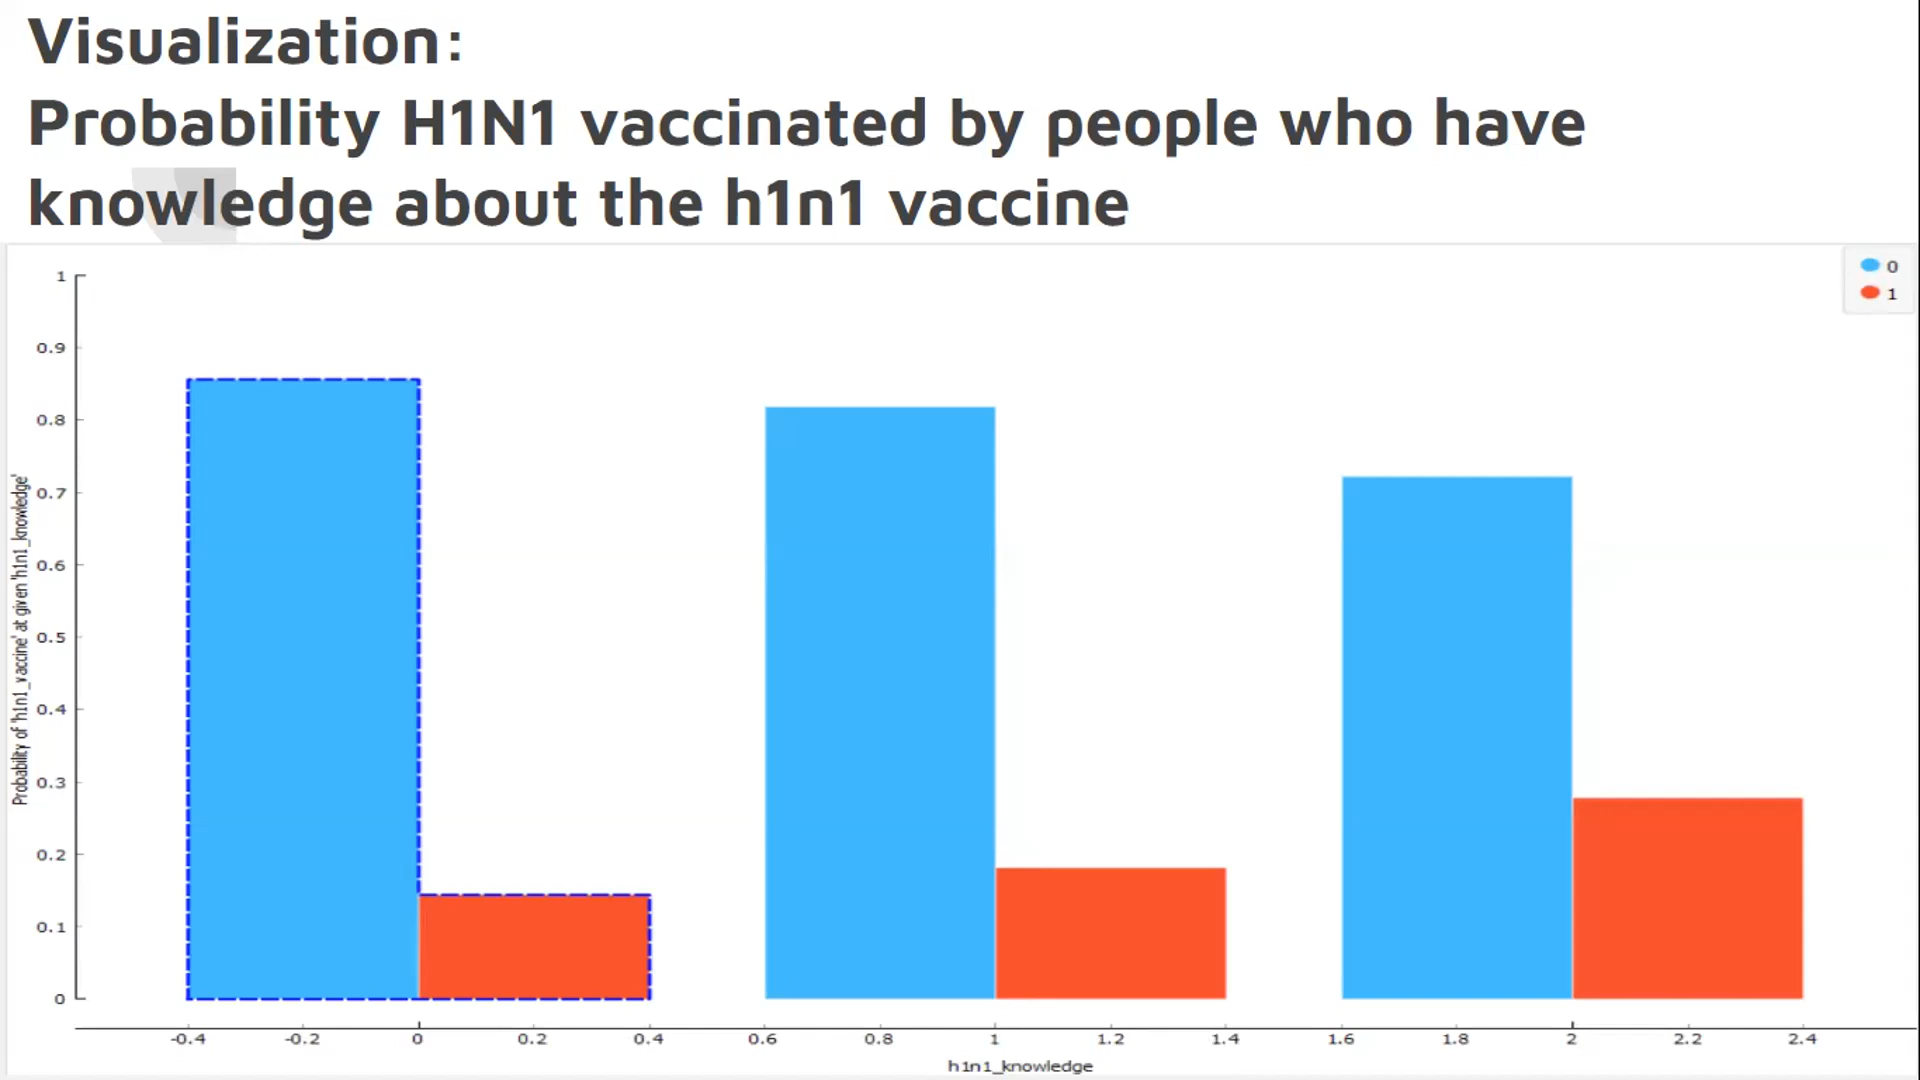 Visualization:
Probability H1N1 vaccinated by people who have
knowledge about the h1n1 vaccine
0
1
1
0.9
0.8
0.7
0.6
0.5
0.4
0.3
0.2
0.1
0
Probability of 'h1n1_vaccine' at given 'h1n1_knowledge'
-0.4 -0.2 0 0.2 0.4 0.6 0.8 1 1.2 1.4 1.6 1.8 2 2.2 2.4
h1n1_knowledge